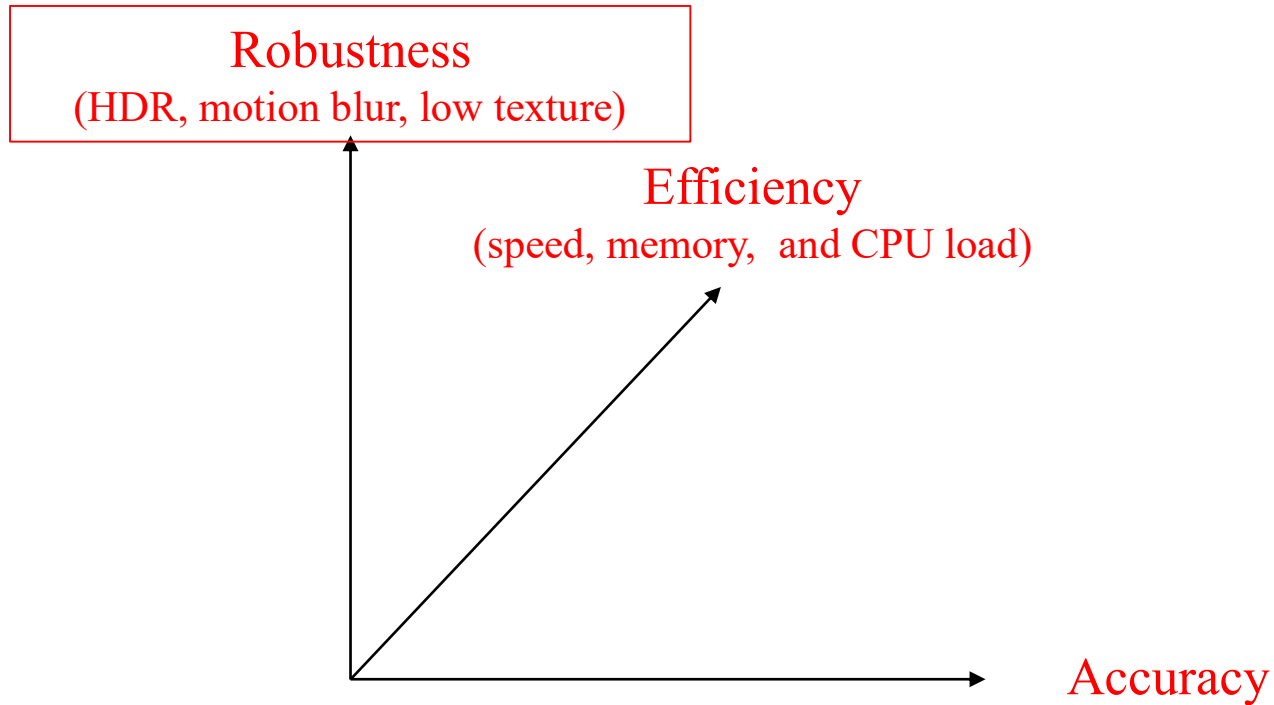 Robustness
(HDR, motion blur, low texture)
Efficiency
(speed, memory,  and CPU load)
Accuracy